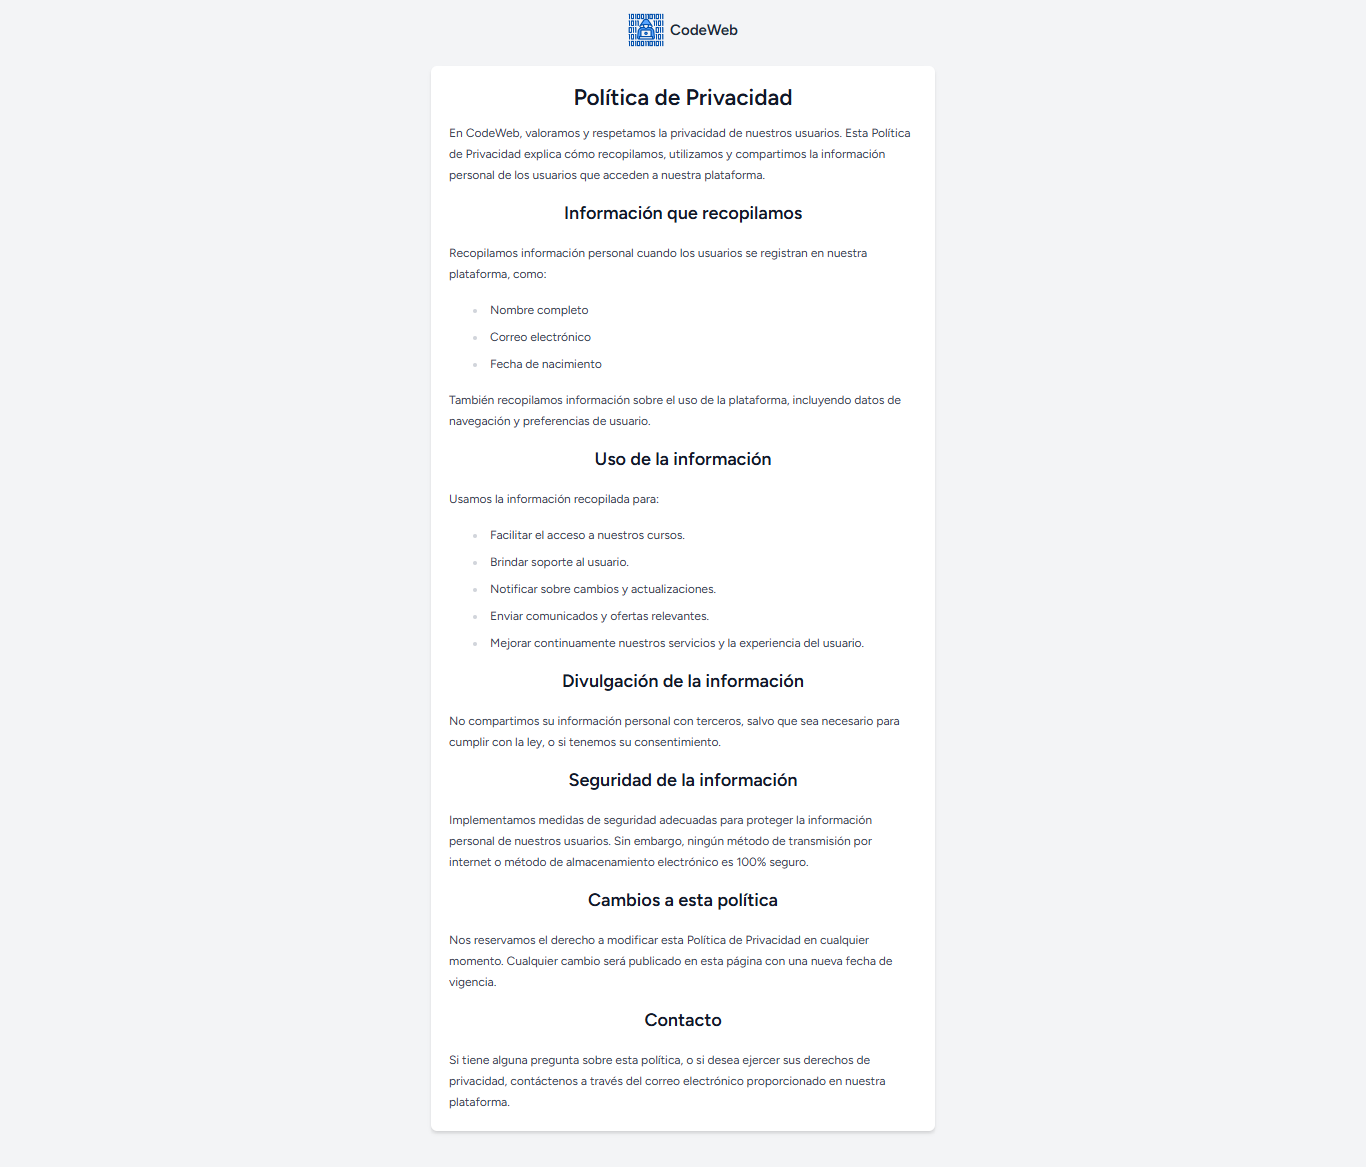 CodeWeb
Política de Privacidad
En CodeWeb, valoramos y respetamos la privacidad de nuestros usuarios. Esta Política
de Privacidad explica cómo recopilamos, utilizamos y compartimos la información
personal de los usuarios que acceden a nuestra plataforma.
Información que recopilamos
Recopilamos información personal cuando los usuarios se registran en nuestra
plataforma, como:
Nombre completo
Correo electrónico
Fecha de nacimiento
También recopilamos información sobre el uso de la plataforma, incluyendo datos de
navegación y preferencias de usuario.
Uso de la información
Usamos la información recopilada para:
Facilitar el acceso a nuestros cursos.
Brindar soporte al usuario.
Notificar sobre cambios y actualizaciones.
Enviar comunicados y ofertas relevantes.
Mejorar continuamente nuestros servicios y la experiencia del usuario.
Divulgación de la información
No compartimos su información personal con terceros, salvo que sea necesario para
cumplir con la ley, o si tenemos su consentimiento.
Seguridad de la información
Implementamos medidas de seguridad adecuadas para proteger la información
personal de nuestros usuarios. Sin embargo, ningún método de transmisión por
internet o método de almacenamiento electrónico es 100% seguro.
Cambios a esta política
Nos reservamos el derecho a modificar esta Política de Privacidad en cualquier
momento. Cualquier cambio será publicado en esta página con una nueva fecha de
vigencia.
Contacto
Si tiene alguna pregunta sobre esta política, o si desea ejercer sus derechos de
privacidad, contáctenos a través del correo electrónico proporcionado en nuestra
plataforma.